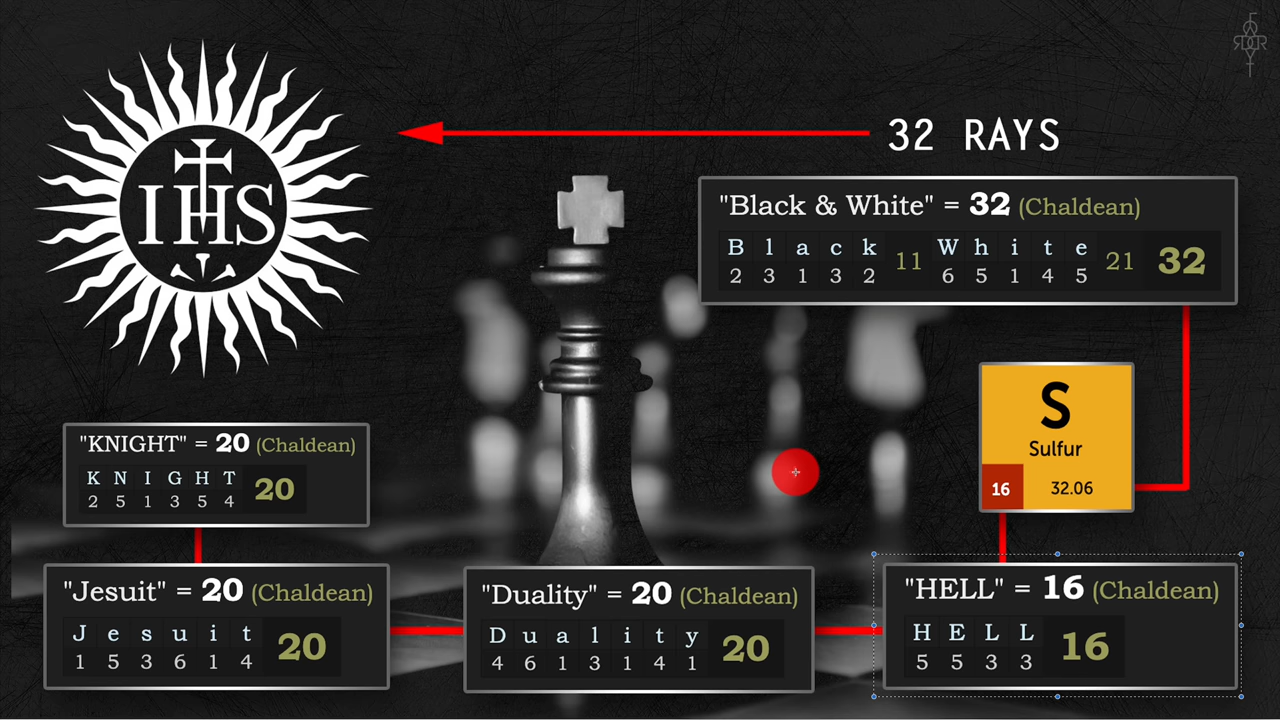 IHS
32 RAYS
"Black & White" = 32 (Chaldean)
B l a c k 11 W h i t e 21 32
2 3 1 3 2 6 5 1 4 5
S
Sulfur
16 32.06
"KNIGHT" = 20 (Chaldean)
K N I G H T 20
2 5 1 3 5 4
"Jesuit" = 20 (Chaldean)
J e s u i t 20
1 5 3 6 1 4
"Duality" = 20 (Chaldean)
D u a l i t y 20
4 6 1 3 1 4 1
"HELL" = 16 (Chaldean)
H E L L 16
5 5 3 3